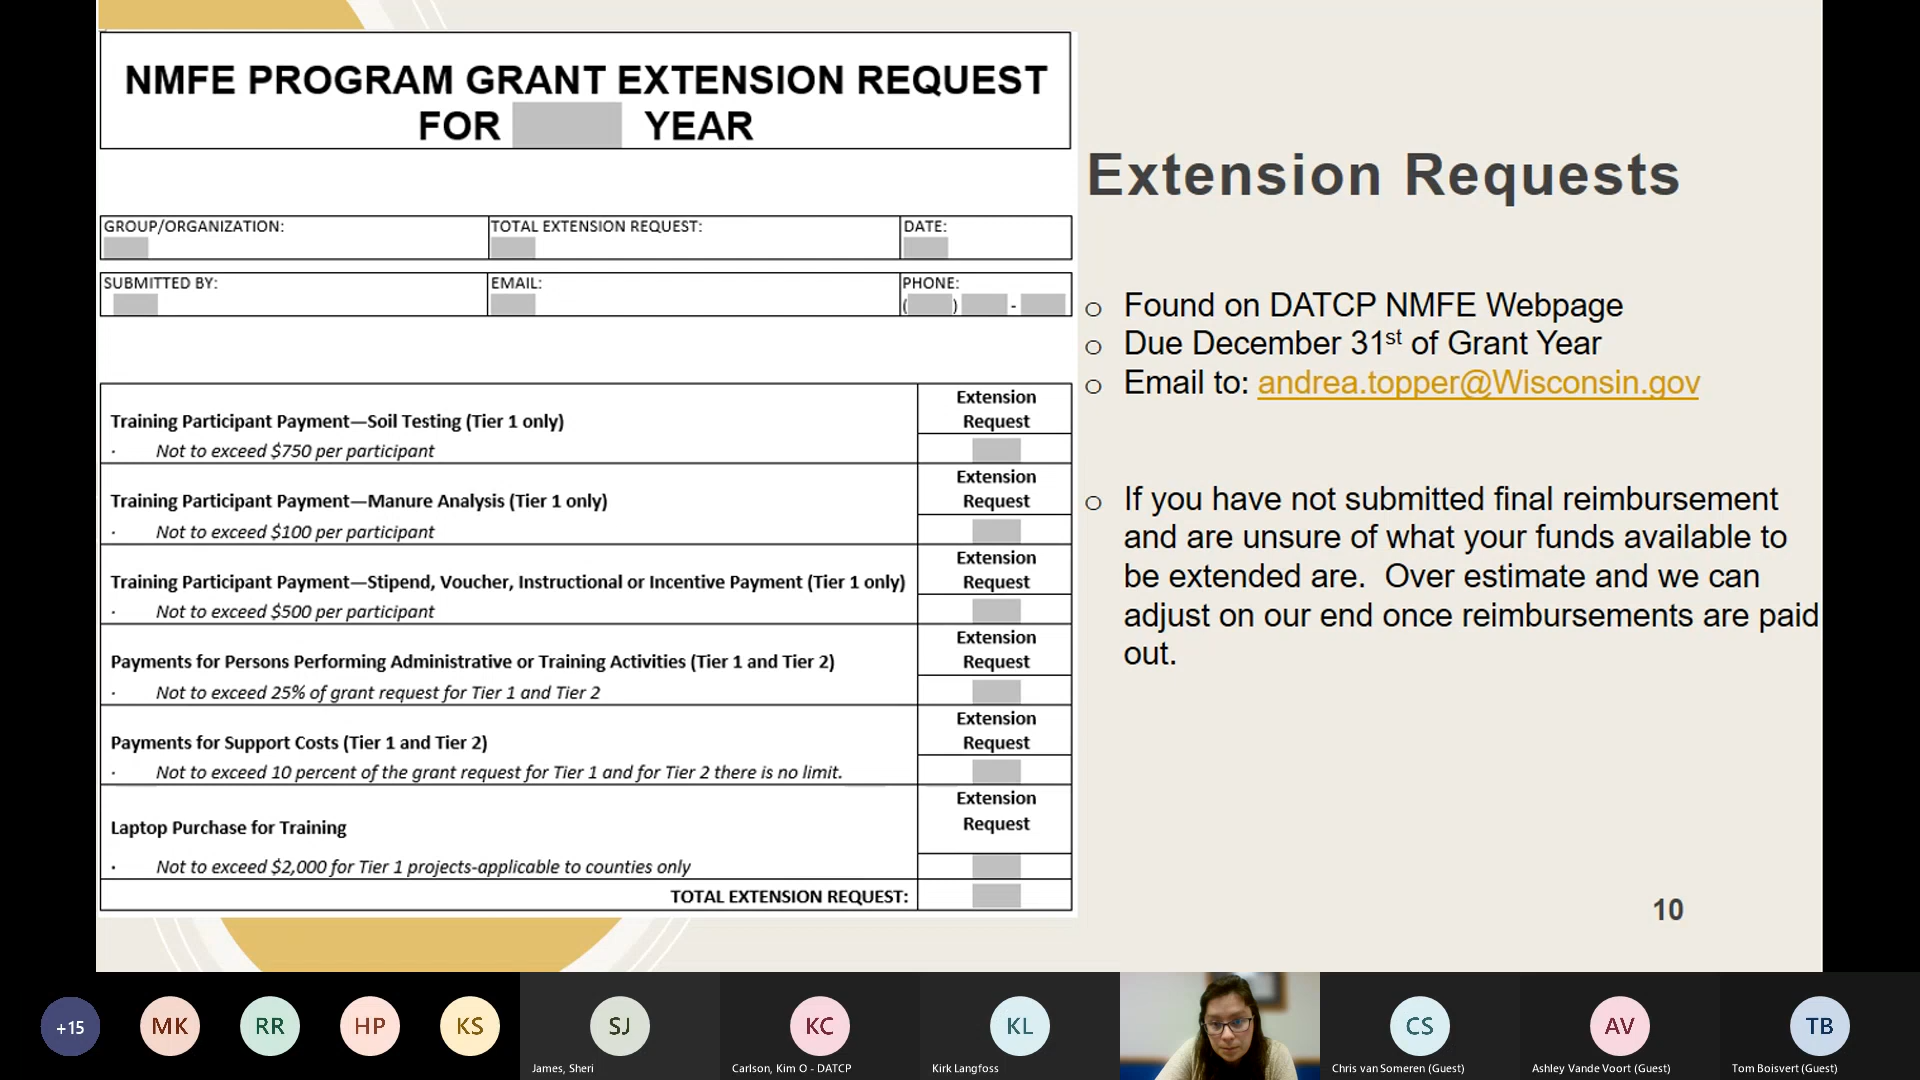 NMFE PROGRAM GRANT EXTENSION REQUEST
FOR YEAR
GROUP/ORGANIZATION:
TOTAL EXTENSION REQUEST:
DATE:
SUBMITTED BY:
EMAIL:
PHONE:
( ) -
Extension
Request
Training Participant Payment—Soil Testing (Tier 1 only)
· Not to exceed $750 per participant
Extension
Request
Training Participant Payment—Manure Analysis (Tier 1 only)
· Not to exceed $100 per participant
Extension
Request
Training Participant Payment—Stipend, Voucher, Instructional or Incentive Payment (Tier 1 only)
· Not to exceed $500 per participant
Extension
Request
Payments for Persons Performing Administrative or Training Activities (Tier 1 and Tier 2)
· Not to exceed 25% of grant request for Tier 1 and Tier 2
Extension
Request
Payments for Support Costs (Tier 1 and Tier 2)
· Not to exceed 10 percent of the grant request for Tier 1 and for Tier 2 there is no limit.
Extension
Request
Laptop Purchase for Training
· Not to exceed $2,000 for Tier 1 projects-applicable to counties only
TOTAL EXTENSION REQUEST:
Extension Requests
o Found on DATCP NMFE Webpage
o Due December 31st of Grant Year
o Email to: andrea.topper@Wisconsin.gov
o If you have not submitted final reimbursement
and are unsure of what your funds available to
be extended are. Over estimate and we can
adjust on our end once reimbursements are paid
out.
10
+15
MK
RR
HP
KS
SJ
James, Sheri
KC
Carlson, Kim O - DATCP
KL
Kirk Langfoss
CS
Chris van Someren (Guest)
AV
Ashley Vande Voort (Guest)
TB
Tom Boisvert (Guest)